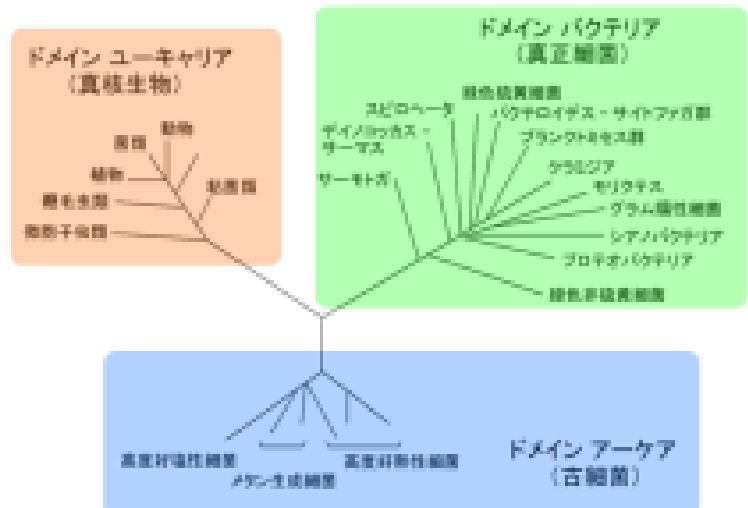 ドメイン ユーキャリア
（真核生物）
動物
菌類
植物
粘菌類
繊毛虫類
微胞子虫類
ドメイン バクテリア
（真正細菌）
緑色硫黄細菌
スピロヘータ
バクテロイデス・サイトファガ群
デイノコッカス・
サーマス
プランクトミセス群
クラミジア
サーモトガ
モリクテス
グラム陽性細菌
シアノバクテリア
プロテオバクテリア
緑色非硫黄細菌
高度好塩性細菌
メタン生成細菌
高度好熱性細菌
ドメイン アーケア
（古細菌）